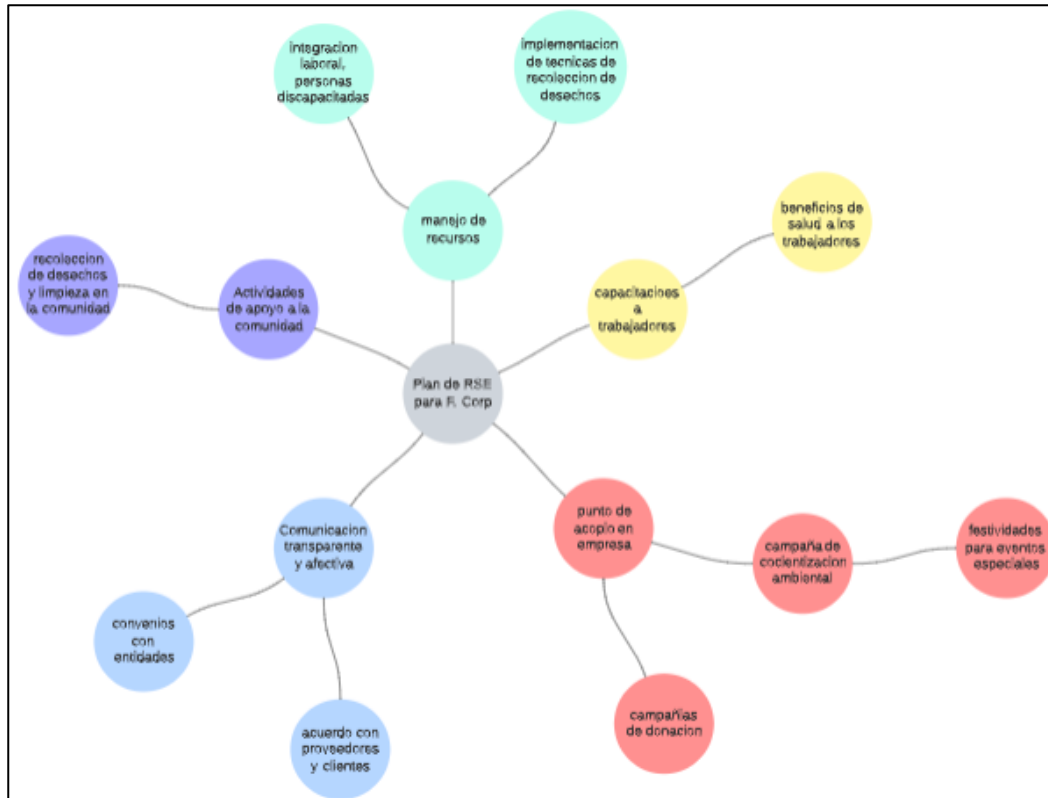 integracion
laboral,
personas
discapacitadas
implementacion
de tecnicas de
recoleccion de
desechos
manejo de
recursos
beneficios de
salud a los
trabajadores
recoleccion
de desechos
y limpieza en
la comunidad
Actividades
de apoyo a la
comunidad
capacitacioes
a
trabajadores
Plan de RSE
para F. Corp
punto de
acopio en
empresa
Comunicacion
transparente
y afectiva
campaña de
cocientizacion
ambiental
festividades
para eventos
especiales
convenios
con
entidades
acuerdo con
proveedores
y clientes
campañias
de donacion